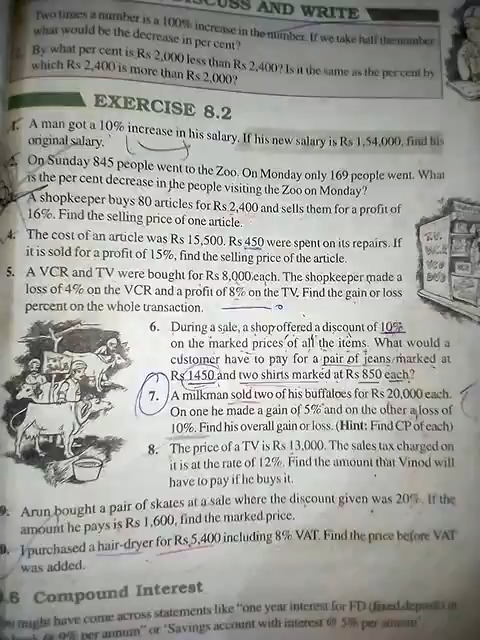 DISCUSS AND WRITE
Two times a number is a 100% increase in the number. If we take half the number
what would be the decrease in per cent?
By what per cent is Rs 2,000 less than Rs 2,400? Is it the same as the per cent by
which Rs 2,400 is more than Rs 2,000?
EXERCISE 8.2
1. A man got a 10% increase in his salary. If his new salary is Rs 1,54,000, find his
original salary.
On Sunday 845 people went to the Zoo. On Monday only 169 people went. What
is the per cent decrease in the people visiting the Zoo on Monday?
A shopkeeper buys 80 articles for Rs 2,400 and sells them for a profit of
16%. Find the selling price of one article.
4. The cost of an article was Rs 15,500. Rs 450 were spent on its repairs. If
it is sold for a profit of 15%, find the selling price of the article.
5. A VCR and TV were bought for Rs 8,000 each. The shopkeeper made a
loss of 4% on the VCR and a profit of 8% on the TV. Find the gain or loss
percent on the whole transaction.
6. During a sale, a shop offered a discount of 10%
on the marked prices of all the items. What would a
customer have to pay for a pair of jeans marked at
Rs 1450 and two shirts marked at Rs 850 each?
7. A milkman sold two of his buffaloes for Rs 20,000 each.
On one he made a gain of 5% and on the other a loss of
10%. Find his overall gain or loss. (Hint: Find CP of each)
8. The price of a TV is Rs 13,000. The sales tax charged on
it is at the rate of 12%. Find the amount that Vinod will
have to pay if he buys it.
9. Arun bought a pair of skates at a sale where the discount given was 20%. If the
amount he pays is Rs 1,600, find the marked price.
I purchased a hair-dryer for Rs 5,400 including 8% VAT. Find the price before VAT
was added.
.6 Compound Interest
might have come across statements like "one year interest for FD (fixed deposit) in
@ 9% per annum" or 'Savings account with interest @ 5% per annum'
T.V.
VCR